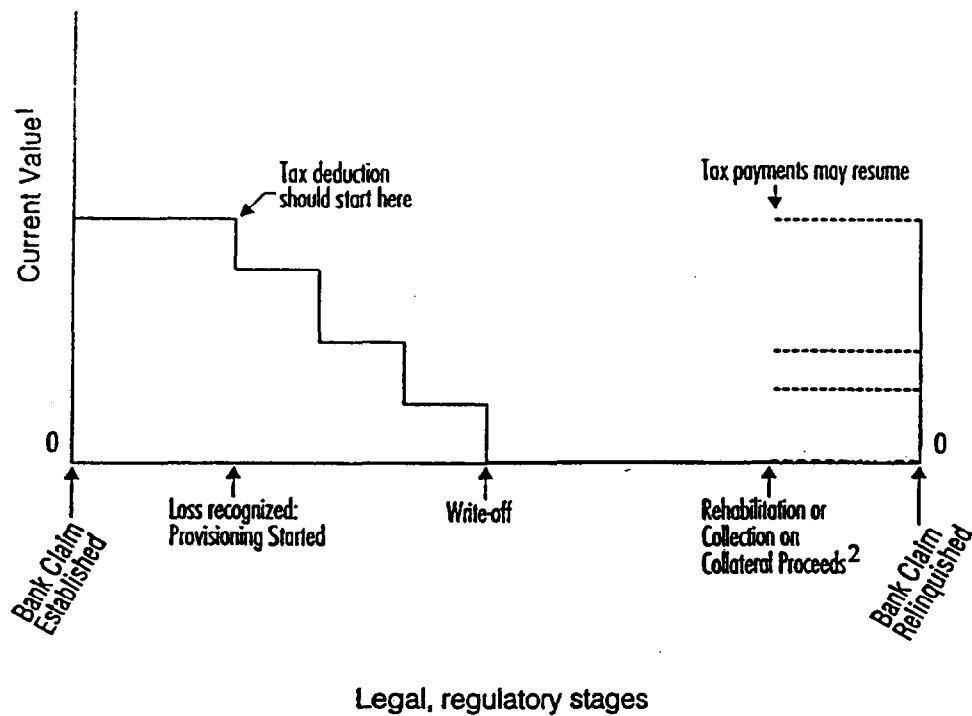 Current Value1
Tax deduction
should start here
Tax payments may resume
0
0
Bank Claim
Established
Loss recognized:
Provisioning Started
Write-off
Rehabilitation or
Collection on
Collateral Proceeds2
Bank Claim
Relinquished
Legal, regulatory stages